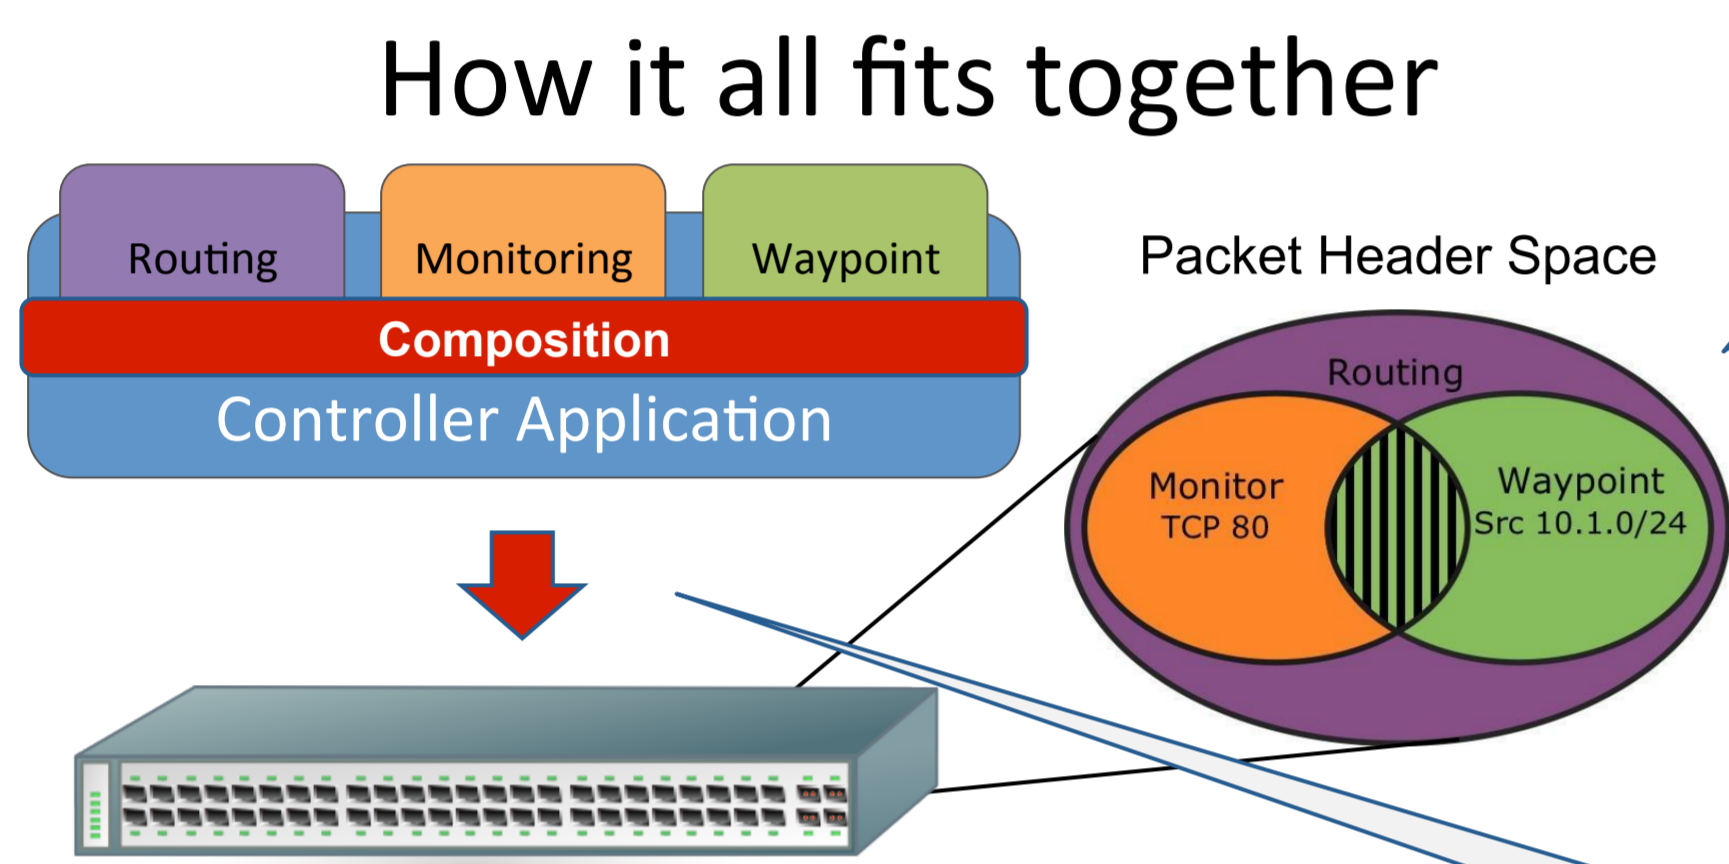 How it all fits together
Routing
Monitoring
Waypoint
Composition
Controller Application
Packet Header Space
Routing
Monitor
TCP 80
Waypoint
Src 10.1.0/24